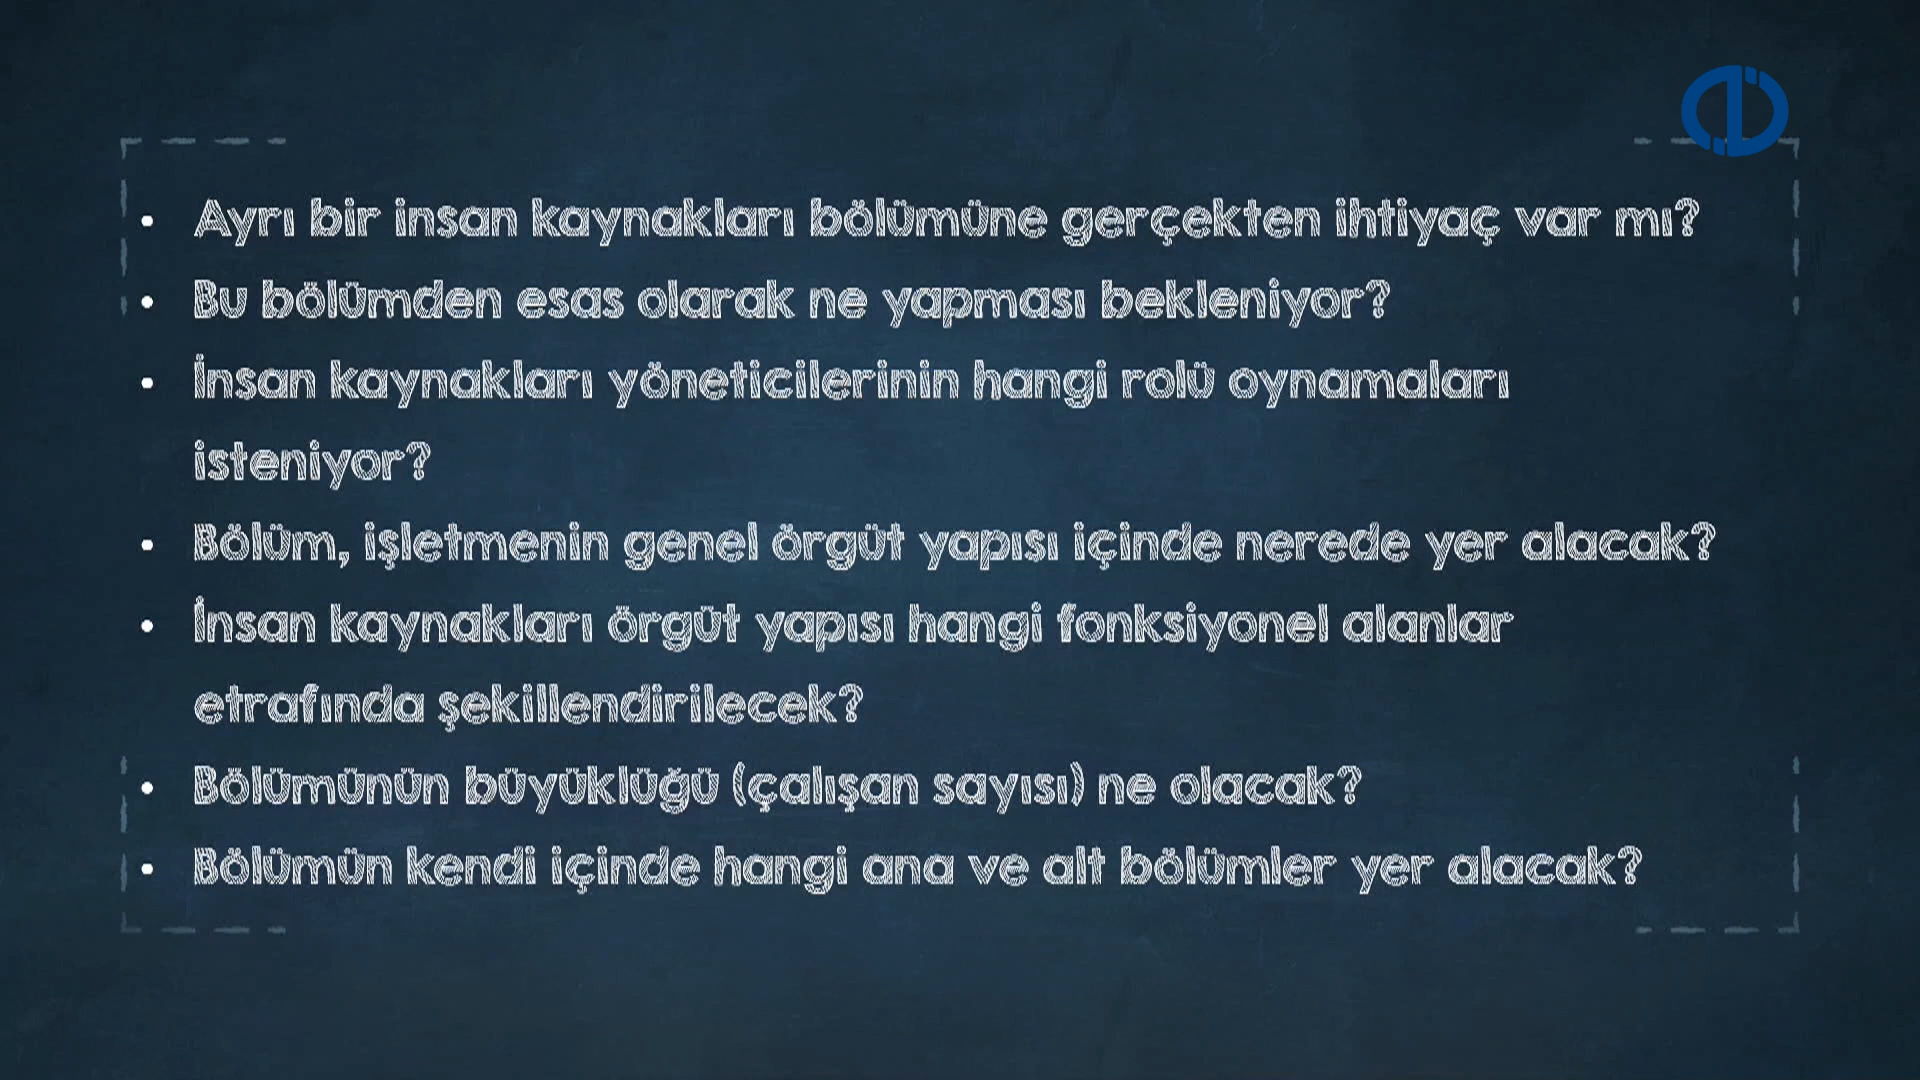 • Ayrı bir insan kaynakları bölümüne gerçekten ihtiyaç var mı?
• Bu bölümden esas olarak ne yapması bekleniyor?
• İnsan kaynakları yöneticilerinin hangi rolü oynamaları
isteniyor?
• Bölüm, işletmenin genel örgüt yapısı içinde nerede yer alacak?
• İnsan kaynakları örgüt yapısı hangi fonksiyonel alanlar
etrafında şekillendirilecek?
• Bölümünün büyüklüğü (çalışan sayısı) ne olacak?
• Bölümün kendi içinde hangi ana ve alt bölümler yer alacak?